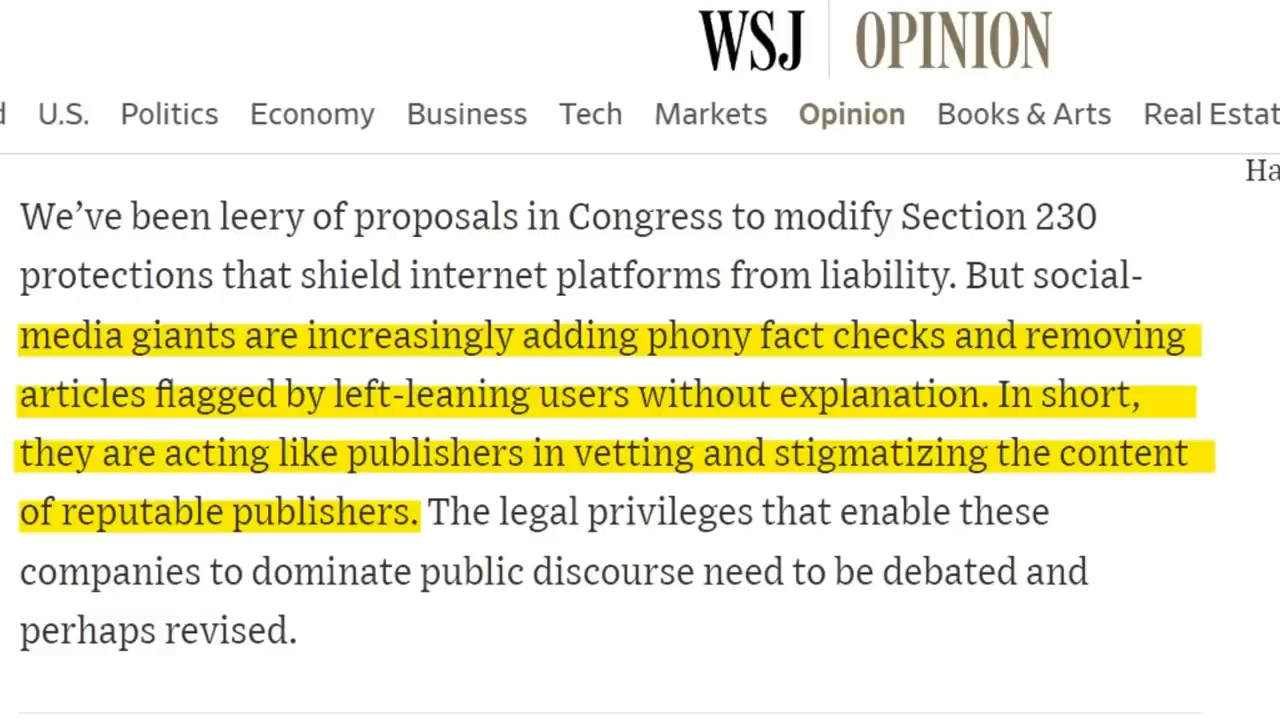 WSJ OPINION
U.S. Politics Economy Business Tech Markets Opinion Books & Arts Real Estat
We’ve been leery of proposals in Congress to modify Section 230
protections that shield internet platforms from liability. But social-
media giants are increasingly adding phony fact checks and removing
articles flagged by left-leaning users without explanation. In short,
they are acting like publishers in vetting and stigmatizing the content
of reputable publishers. The legal privileges that enable these
companies to dominate public discourse need to be debated and
perhaps revised.